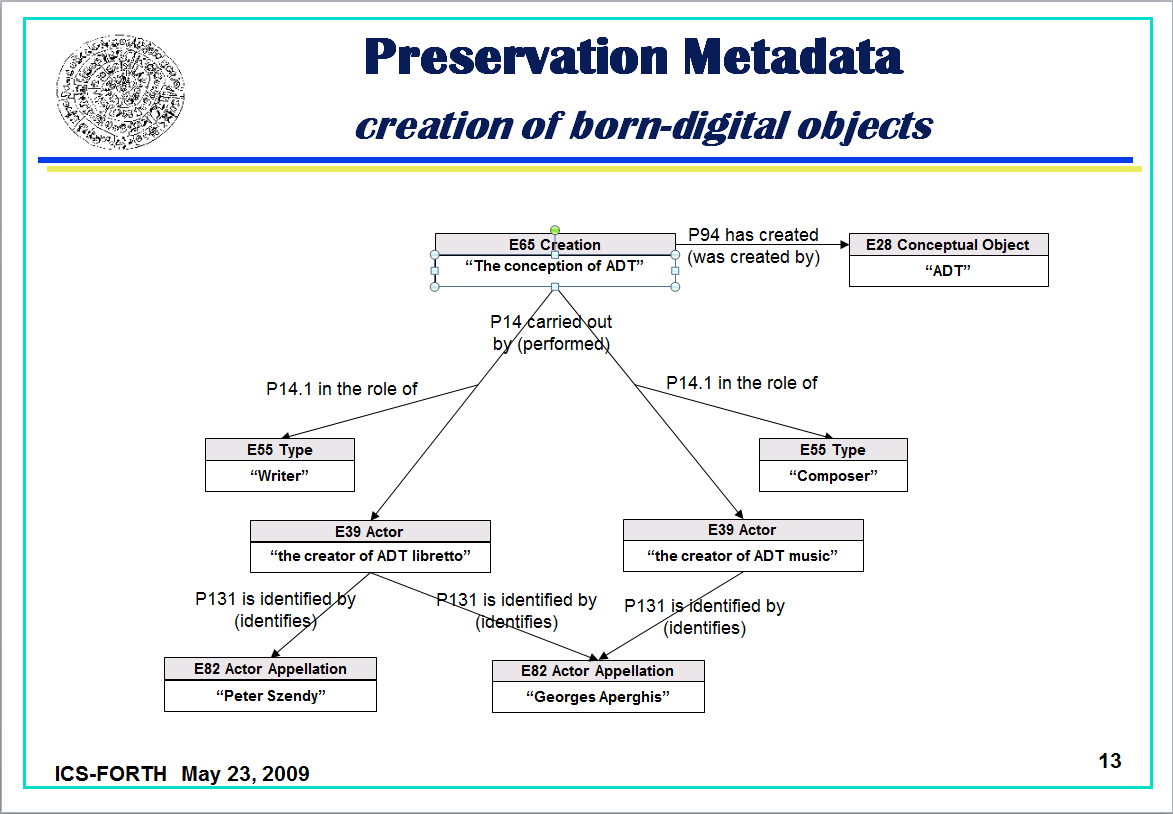 Preservation Metadata
creation of born-digital objects
E65 Creation
“The conception of ADT”
P94 has created
(was created by)
E28 Conceptual Object
“ADT”
P14 carried out
by (performed)
P14.1 in the role of
P14.1 in the role of
E55 Type
“Writer”
E55 Type
“Composer”
E39 Actor
“the creator of ADT libretto”
E39 Actor
“the creator of ADT music”
P131 is identified by
(identifies)
P131 is identified by
(identifies)
P131 is identified by
(identifies)
E82 Actor Appellation
“Peter Szendy”
E82 Actor Appellation
“Georges Aperghis”
ICS-FORTH May 23, 2009
13